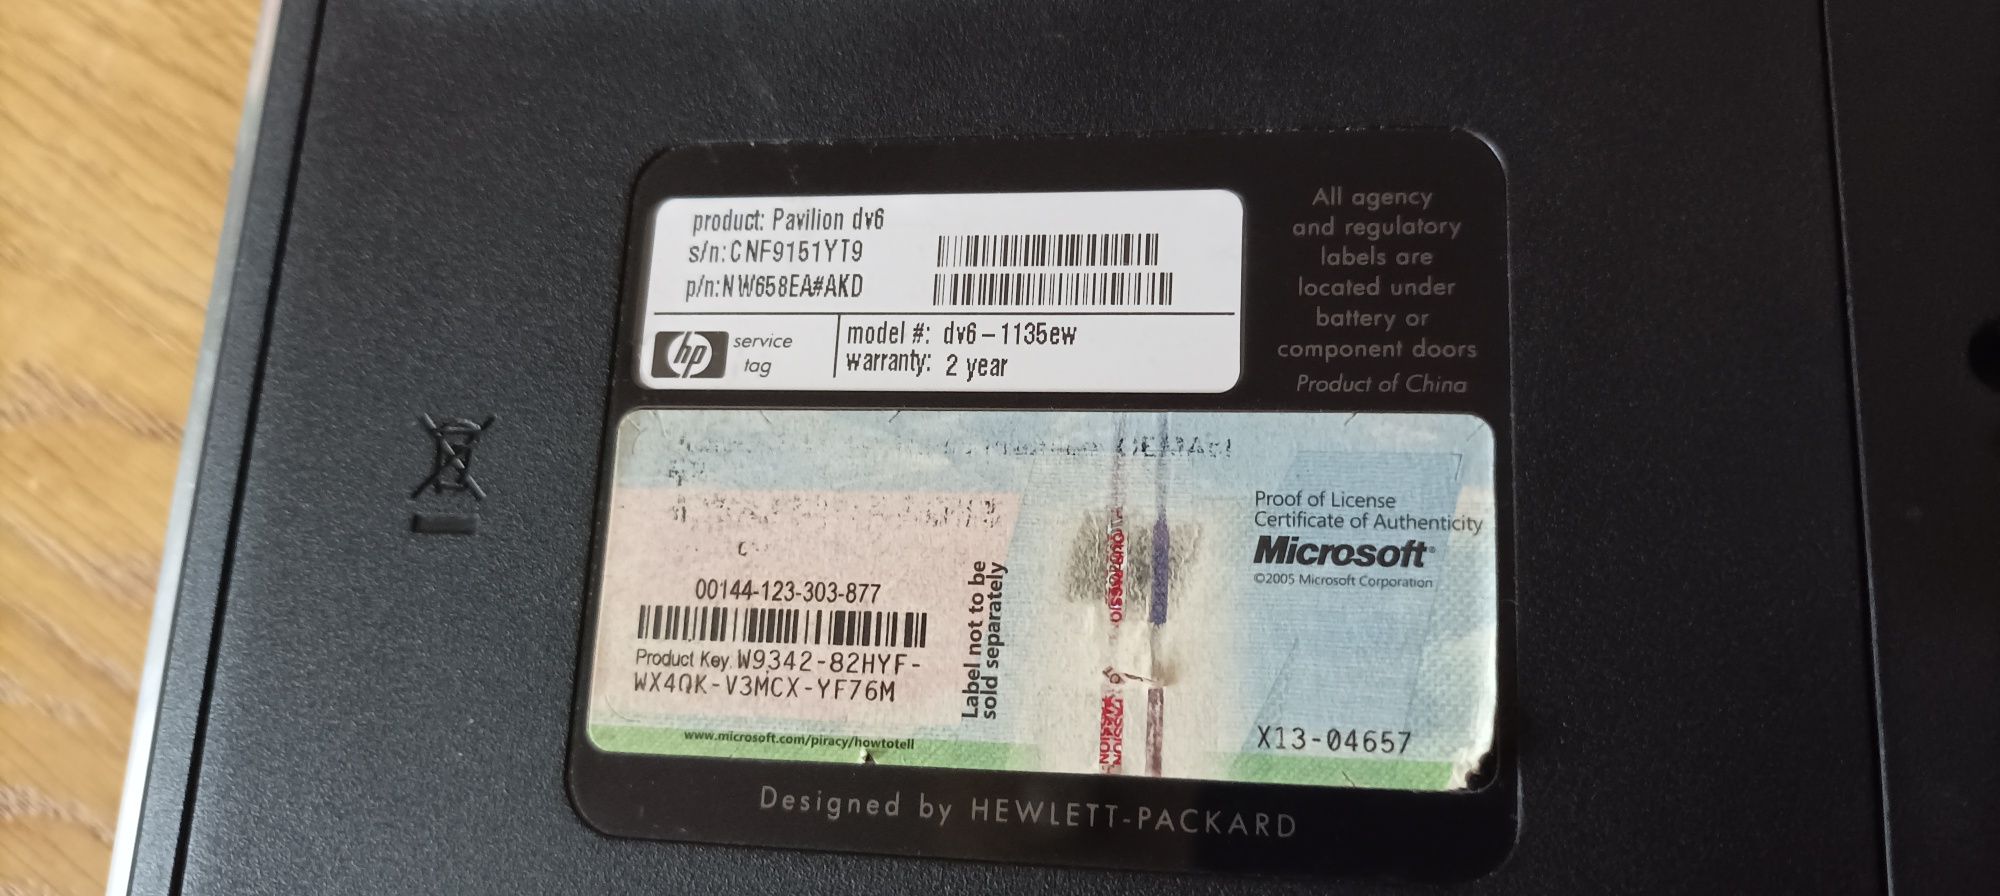 product: Pavilion dv6
s/n:CNF9151YT9
p/n:NW658EA#AKD
hp
service
tag
model #: dv6-1135ew
warranty: 2 year
All agency
and regulatory
labels are
located under
battery or
component doors
Product of China
00144-123-303-877
Product Key: W9342-82HYF-
WX4QK-V3MCX-YF76M
www.microsoft.com/piracy/howtotell
Label not to be
sold separately
Proof of License
Certificate of Authenticity
Microsoft®
©2005 Microsoft Corporation
X13-04657
Designed by HEWLETT-PACKARD